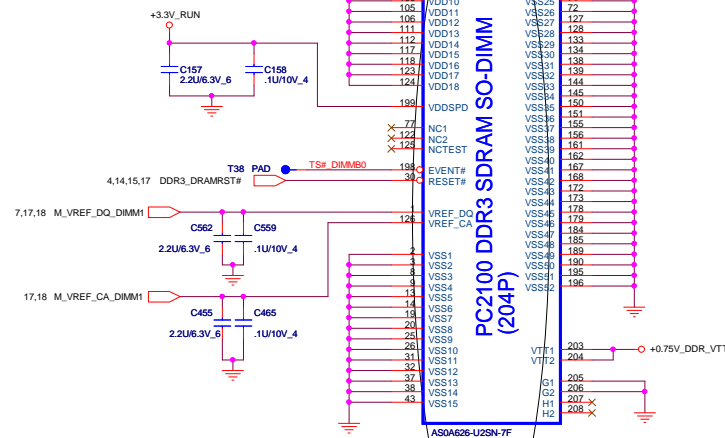 +3.3V_RUN
C157
2.2U/6.3V_6
C158
.1U/10V_4
105 VDD10
106 VDD11
111 VDD12
112 VDD13
117 VDD14
118 VDD15
123 VDD16
124 VDD17
VDD18
199 VDDSPD
77 NC1
122 NC2
125 NCTEST
T38 PAD
TS#_DIMMB0
198 EVENT#
4,14,15,17 DDR3_DRAMRST#
30 RESET#
7,17,18 M_VREF_DQ_DIMM1
1 VREF_DQ
126 VREF_CA
C562
2.2U/6.3V_6
C559
.1U/10V_4
17,18 M_VREF_CA_DIMM1
C455
2.2U/6.3V_6
C465
.1U/10V_4
2 VSS1
3 VSS2
8 VSS3
9 VSS4
13 VSS5
14 VSS6
19 VSS7
20 VSS8
25 VSS9
26 VSS10
31 VSS11
32 VSS12
37 VSS13
38 VSS14
43 VSS15
PC2100 DDR3 SDRAM SO-DIMM
(204P)
VSS25
VSS26 72
VSS27 127
VSS28 128
VSS29 133
VSS30 134
VSS31 138
VSS32 139
VSS33 144
VSS34 145
VSS35 150
VSS36 151
VSS37 155
VSS38 156
VSS39 161
VSS40 162
VSS41 167
VSS42 168
VSS43 172
VSS44 173
VSS45 178
VSS46 179
VSS47 184
VSS48 185
VSS49 189
VSS50 190
VSS51 195
VSS52 196
VTT1 203
VTT2 204
+0.75V_DDR_VTT
G1 205
G2 206
H1 207
H2 208
AS0A626-U2SN-7F